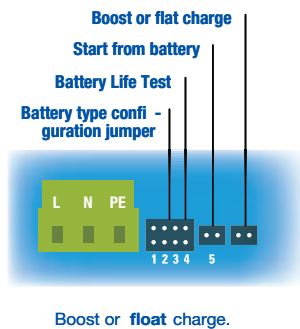 Boost or flat charge
Start from battery
Battery Life Test
Battery type confi -
guration jumper
L N PE
1 2 3 4 5
Boost or float charge.